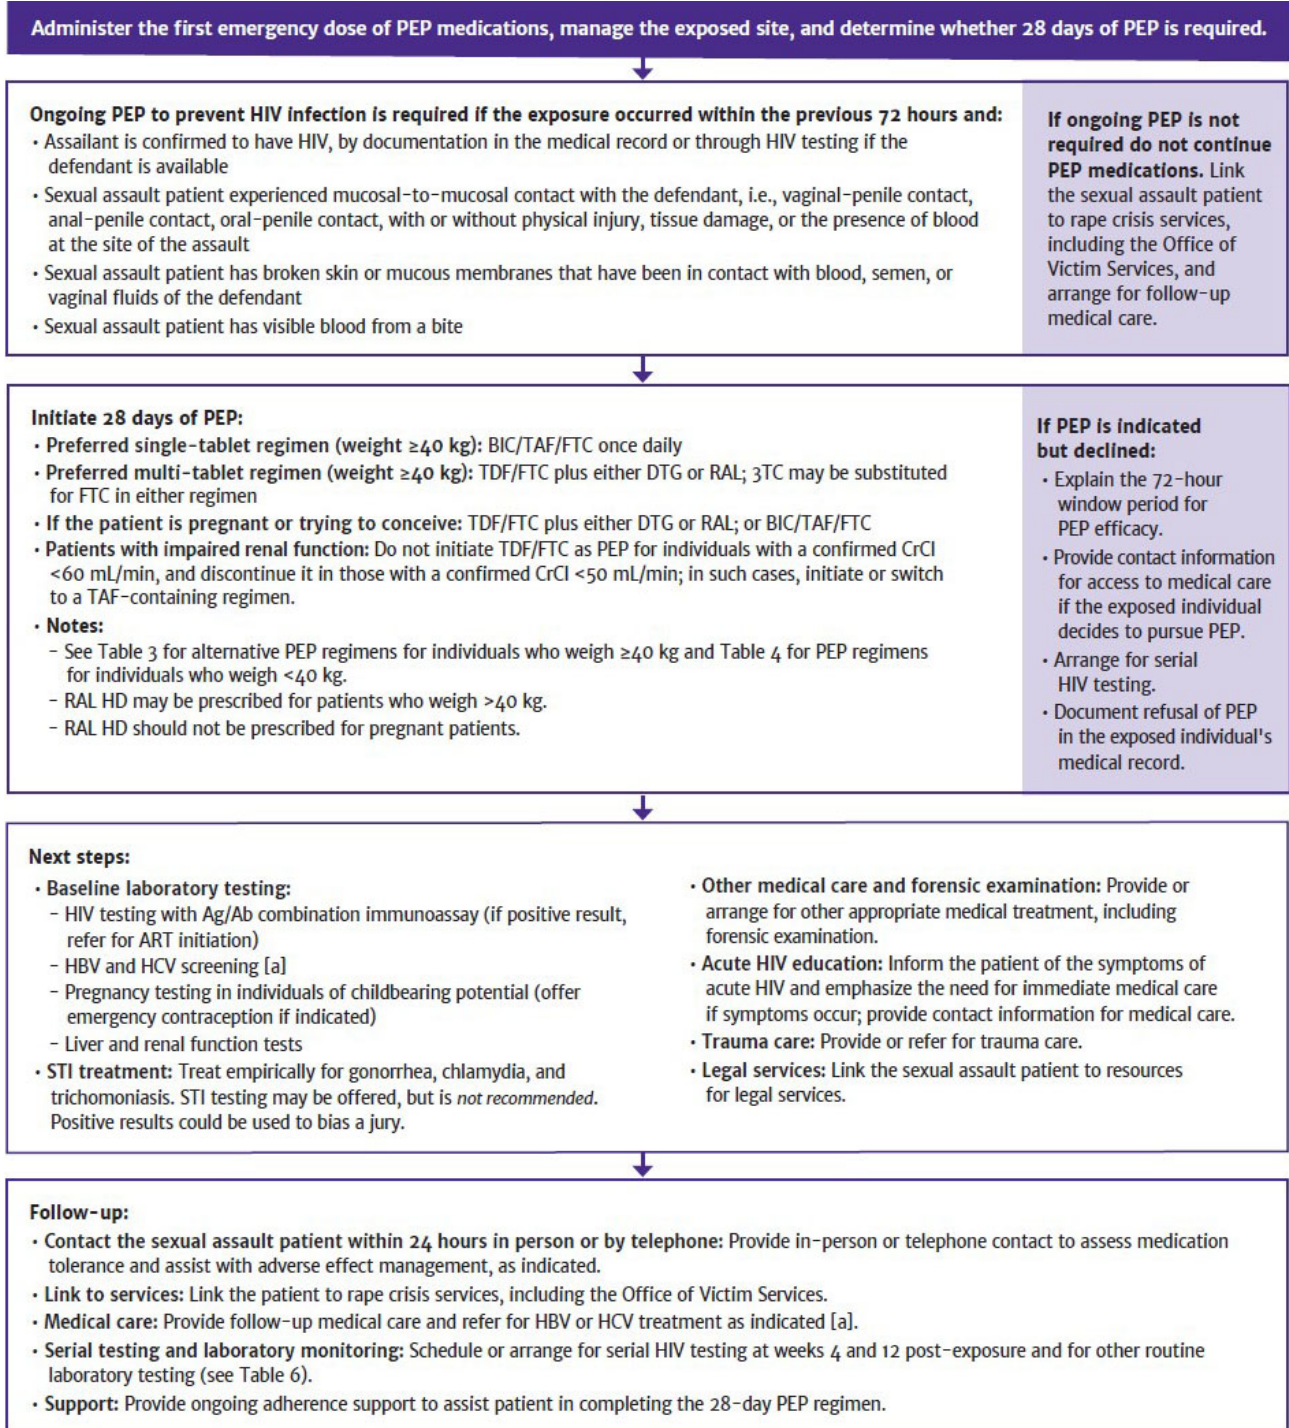 Administer the first emergency dose of PEP medications, manage the exposed site, and determine whether 28 days of PEP is required.
Ongoing PEP to prevent HIV infection is required if the exposure occurred within the previous 72 hours and:
• Assailant is confirmed to have HIV, by documentation in the medical record or through HIV testing if the
defendant is available
• Sexual assault patient experienced mucosal-to-mucosal contact with the defendant, i.e., vaginal-penile contact,
anal-penile contact, oral-penile contact, with or without physical injury, tissue damage, or the presence of blood
at the site of the assault
• Sexual assault patient has broken skin or mucous membranes that have been in contact with blood, semen, or
vaginal fluids of the defendant
• Sexual assault patient has visible blood from a bite
If ongoing PEP is not
required do not continue
PEP medications. Link
the sexual assault patient
to rape crisis services,
including the Office of
Victim Services, and
arrange for follow-up
medical care.
Initiate 28 days of PEP:
• Preferred single-tablet regimen (weight ≥40 kg): BIC/TAF/FTC once daily
• Preferred multi-tablet regimen (weight ≥40 kg): TDF/FTC plus either DTG or RAL; 3TC may be substituted
for FTC in either regimen
• If the patient is pregnant or trying to conceive: TDF/FTC plus either DTG or RAL; or BIC/TAF/FTC
• Patients with impaired renal function: Do not initiate TDF/FTC as PEP for individuals with a confirmed CrCl
<60 mL/min, and discontinue it in those with a confirmed CrCl <50 mL/min; in such cases, initiate or switch
to a TAF-containing regimen.
• Notes:
– See Table 3 for alternative PEP regimens for individuals who weigh ≥40 kg and Table 4 for PEP regimens
for individuals who weigh <40 kg.
– RAL HD may be prescribed for patients who weigh >40 kg.
– RAL HD should not be prescribed for pregnant patients.
If PEP is indicated
but declined:
• Explain the 72-hour
window period for
PEP efficacy.
• Provide contact information
for access to medical care
if the exposed individual
decides to pursue PEP.
• Arrange for serial
HIV testing.
• Document refusal of PEP
in the exposed individual's
medical record.
Next steps:
• Baseline laboratory testing:
– HIV testing with Ag/Ab combination immunoassay (if positive result,
refer for ART initiation)
– HBV and HCV screening [a]
– Pregnancy testing in individuals of childbearing potential (offer
emergency contraception if indicated)
– Liver and renal function tests
• STI treatment: Treat empirically for gonorrhea, chlamydia, and
trichomoniasis. STI testing may be offered, but is not recommended.
Positive results could be used to bias a jury.
• Other medical care and forensic examination: Provide or
arrange for other appropriate medical treatment, including
forensic examination.
• Acute HIV education: Inform the patient of the symptoms of
acute HIV and emphasize the need for immediate medical care
if symptoms occur; provide contact information for medical care.
• Trauma care: Provide or refer for trauma care.
• Legal services: Link the sexual assault patient to resources
for legal services.
Follow-up:
• Contact the sexual assault patient within 24 hours in person or by telephone: Provide in-person or telephone contact to assess medication
tolerance and assist with adverse effect management, as indicated.
• Link to services: Link the patient to rape crisis services, including the Office of Victim Services.
• Medical care: Provide follow-up medical care and refer for HBV or HCV treatment as indicated [a].
• Serial testing and laboratory monitoring: Schedule or arrange for serial HIV testing at weeks 4 and 12 post-exposure and for other routine
laboratory testing (see Table 6).
• Support: Provide ongoing adherence support to assist patient in completing the 28-day PEP regimen.